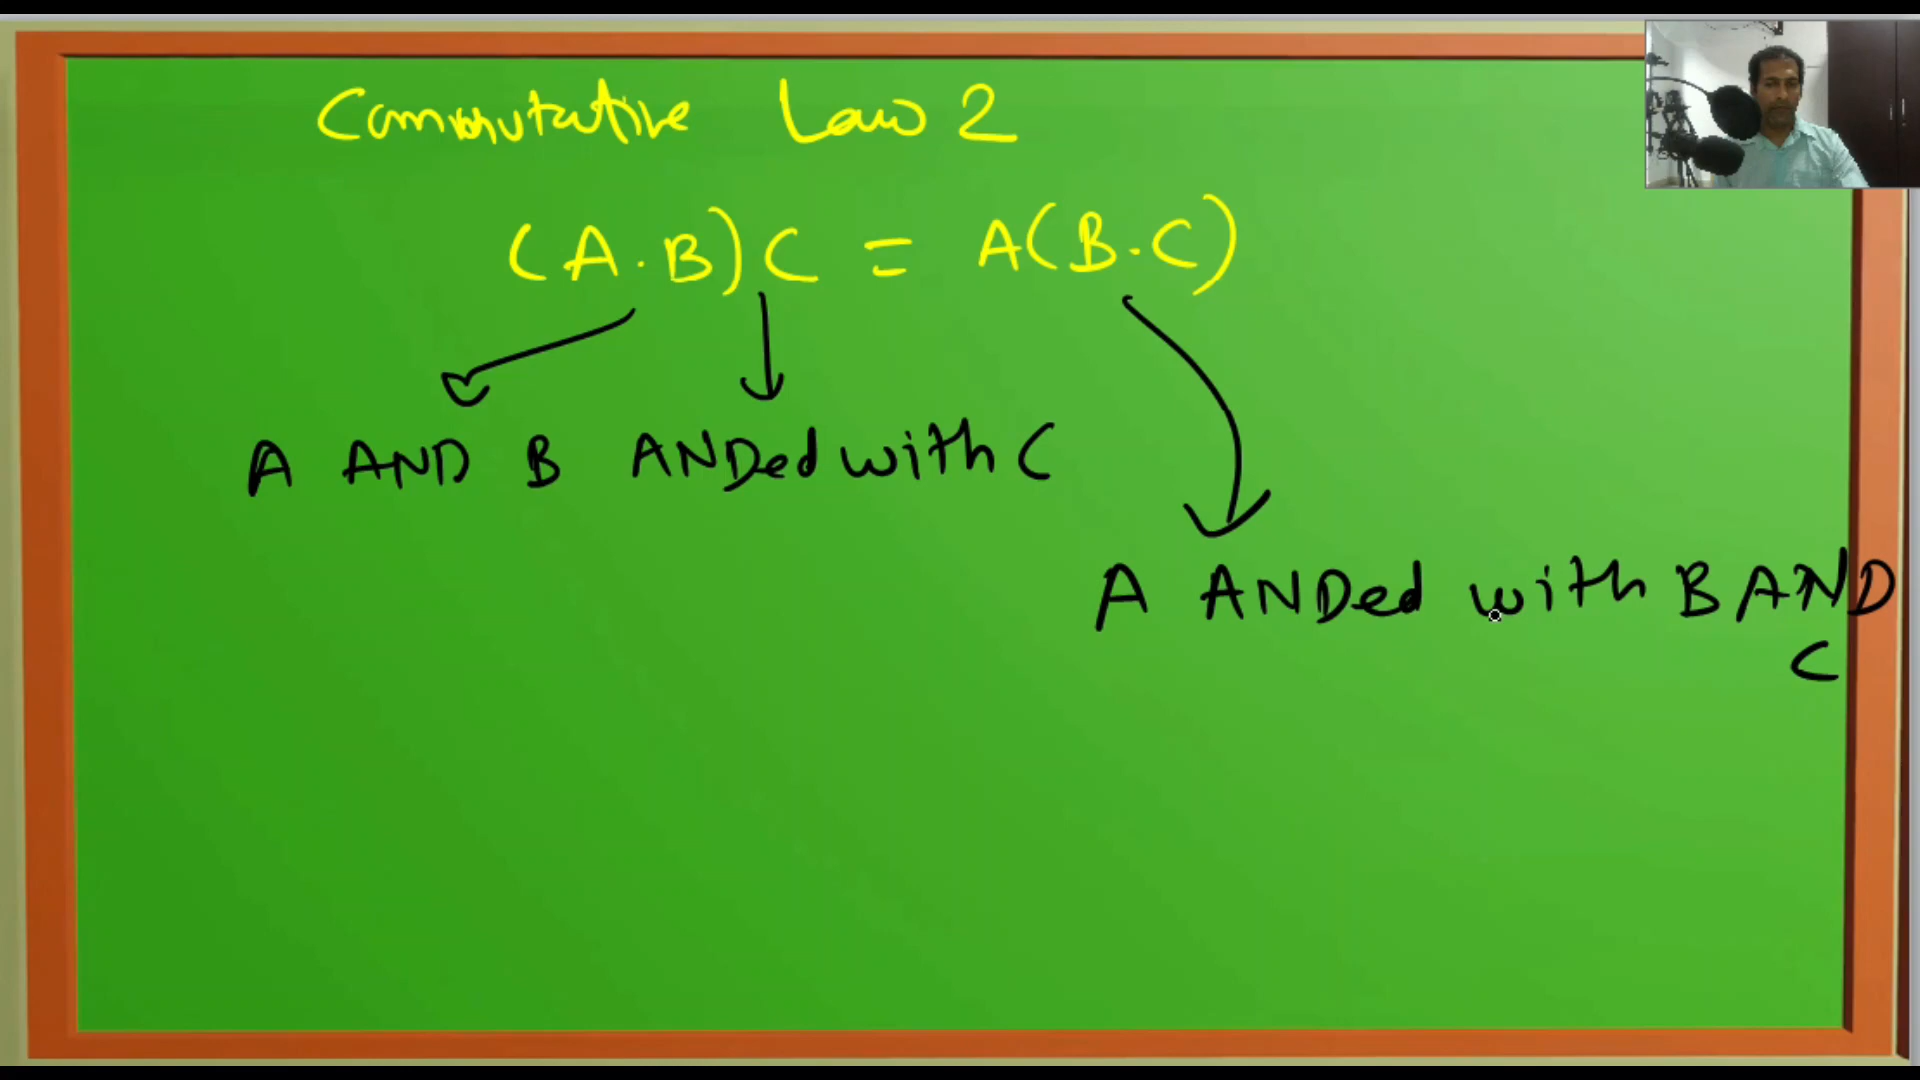 Commutative Law 2
(A.B)C = A(B.C)
A AND B ANDed with C
A ANDed with B AND
C